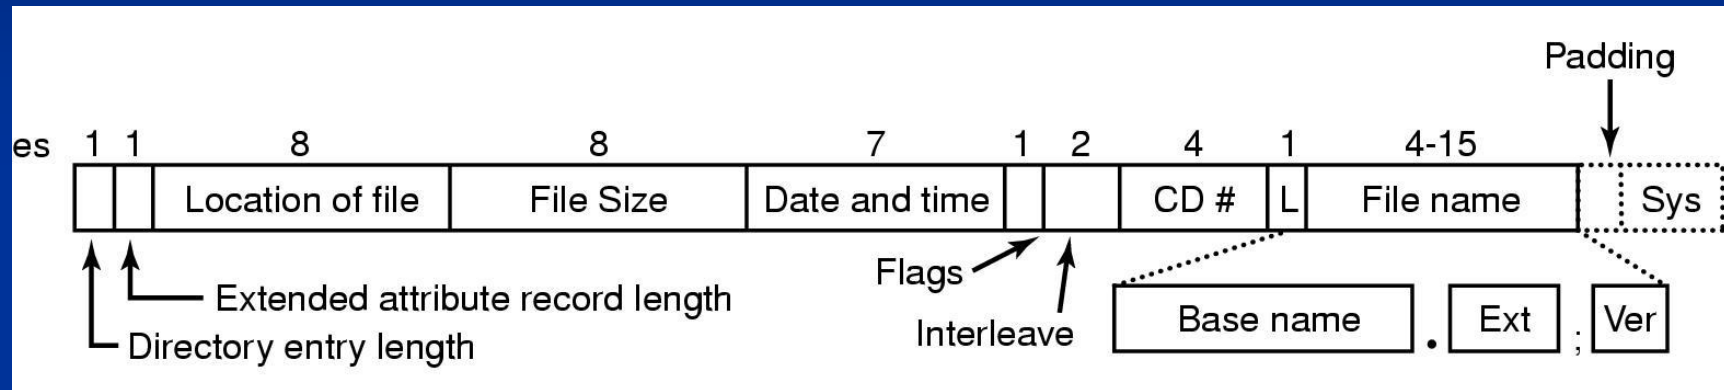 Padding
es 1 1 8 8 7 1 2 4 1 4-15
Location of file File Size Date and time CD # L File name Sys
Flags
Extended attribute record length
Interleave
Base name . Ext ; Ver
Directory entry length